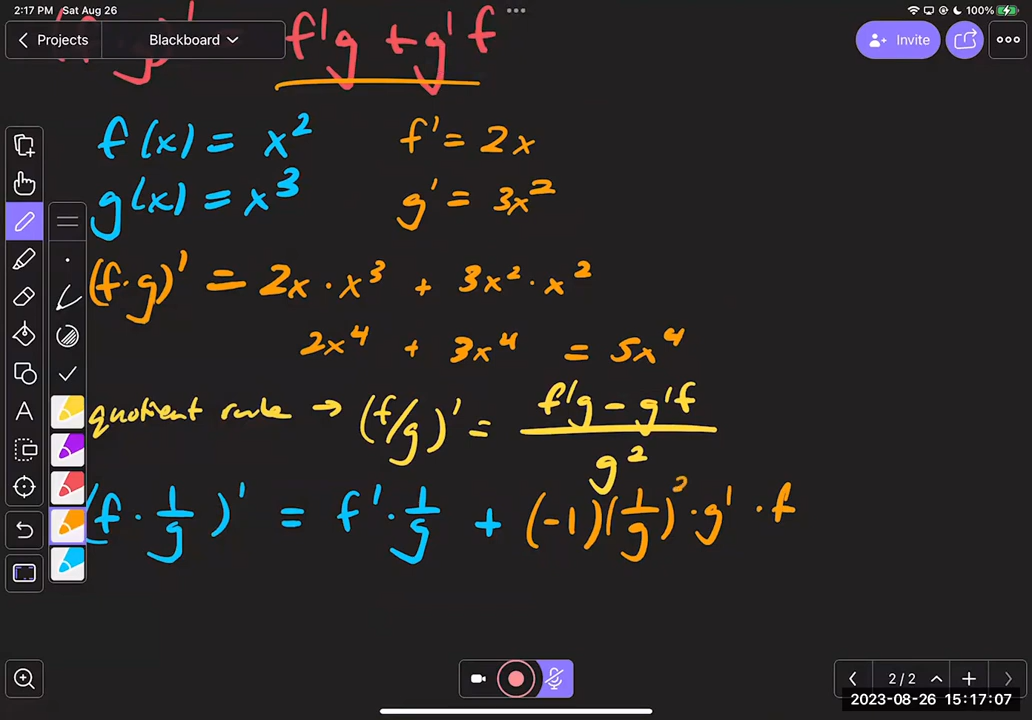 2:17 PM Sat Aug 26
100%
Projects
Blackboard
Invite
f'g + g'f
f(x) = x² f' = 2x
g(x) = x³ g' = 3x²
(f·g)' = 2x · x³ + 3x² · x²
2x⁴ + 3x⁴ = 5x⁴
quotient rule → (f/g)' = f'g - g'f / g²
(f · 1/g)' = f' · 1/g + (-1)(1/g)² · g' · f
A
2 / 2
2023-08-26 15:17:07